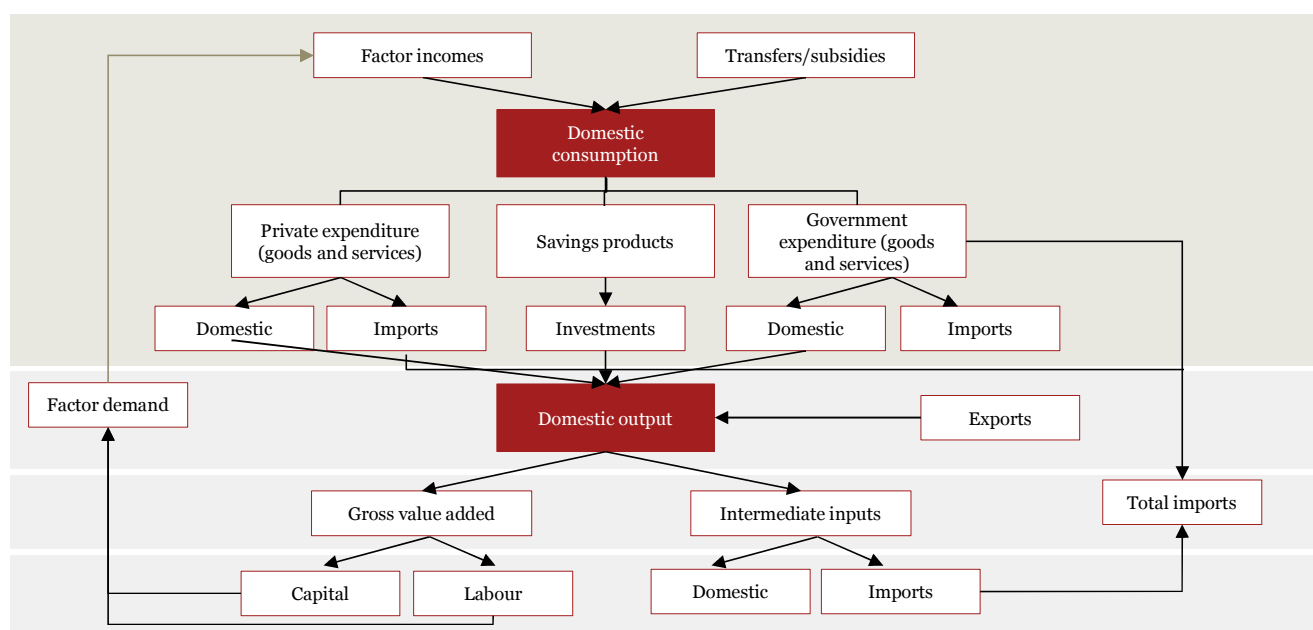 Factor incomes
Transfers/subsidies
Domestic
consumption
Private expenditure
(goods and services)
Savings products
Government
expenditure (goods
and services)
Domestic
Imports
Investments
Domestic
Imports
Factor demand
Domestic output
Exports
Gross value added
Intermediate inputs
Total imports
Capital
Labour
Domestic
Imports